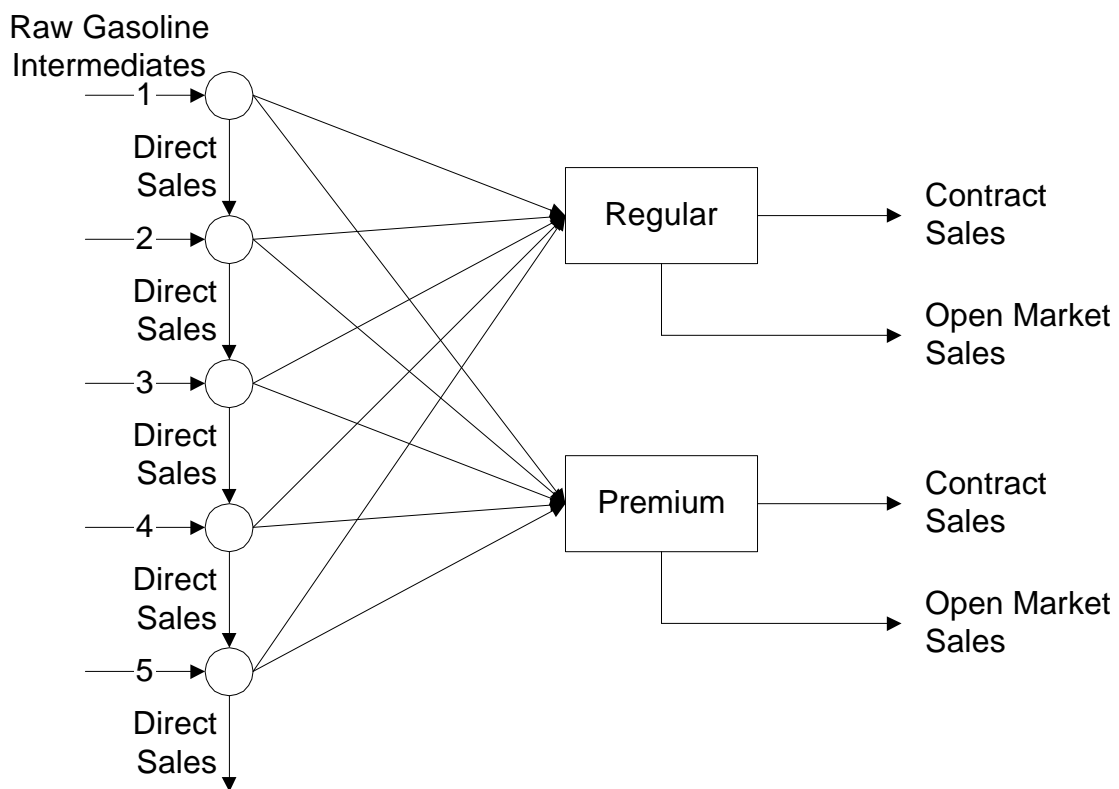 Raw Gasoline
Intermediates
1
Direct
Sales
2
Direct
Sales
3
Direct
Sales
4
Direct
Sales
5
Direct
Sales
Regular
Premium
Contract
Sales
Open Market
Sales
Contract
Sales
Open Market
Sales